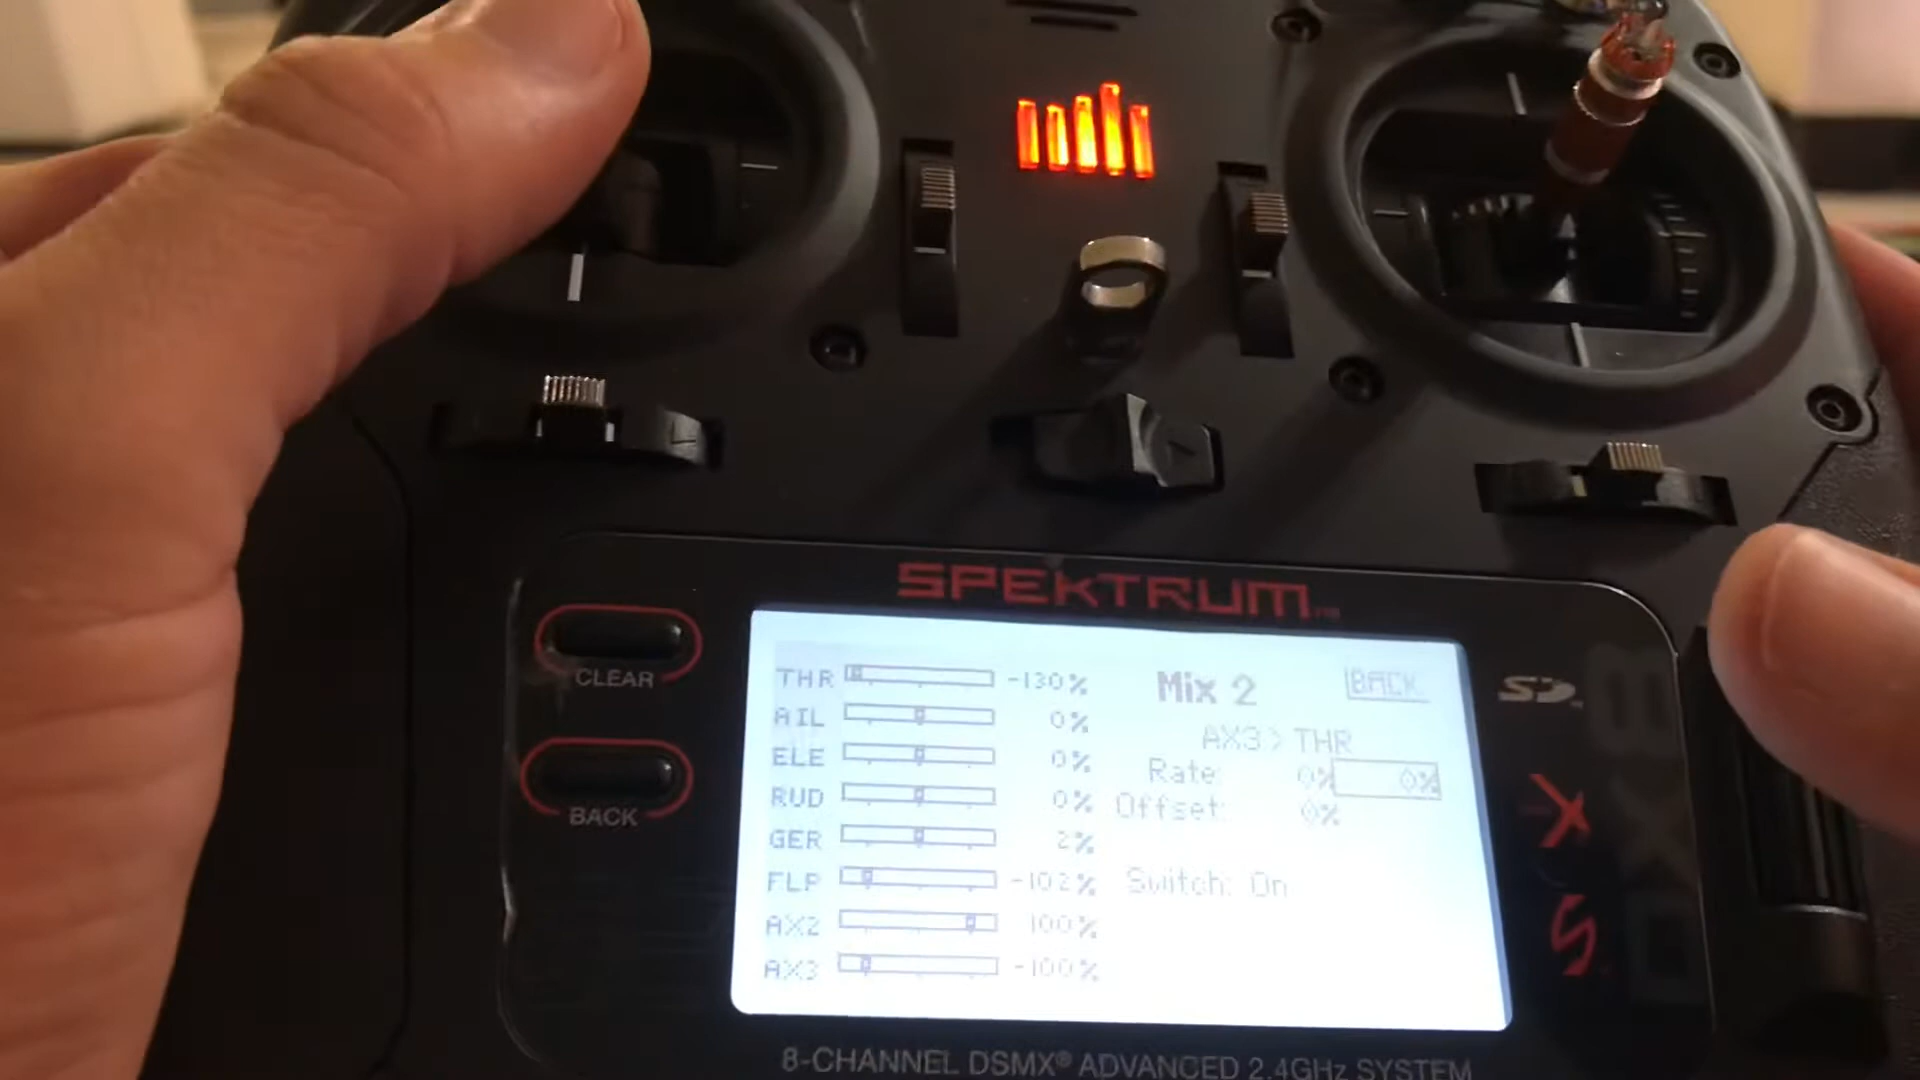 SPEKTRUM
CLEAR
BACK
THR -130%
AIL 0%
ELE 0%
RUD 0%
GER 2%
FLP -102%
AX2 100%
AX3 -100%
Mix 2
BACK
AX3 > THR
Rate: 0% 0%
Offset: 0%
Switch: On
SD
8-CHANNEL DSMX® ADVANCED 2.4GHz SYSTEM